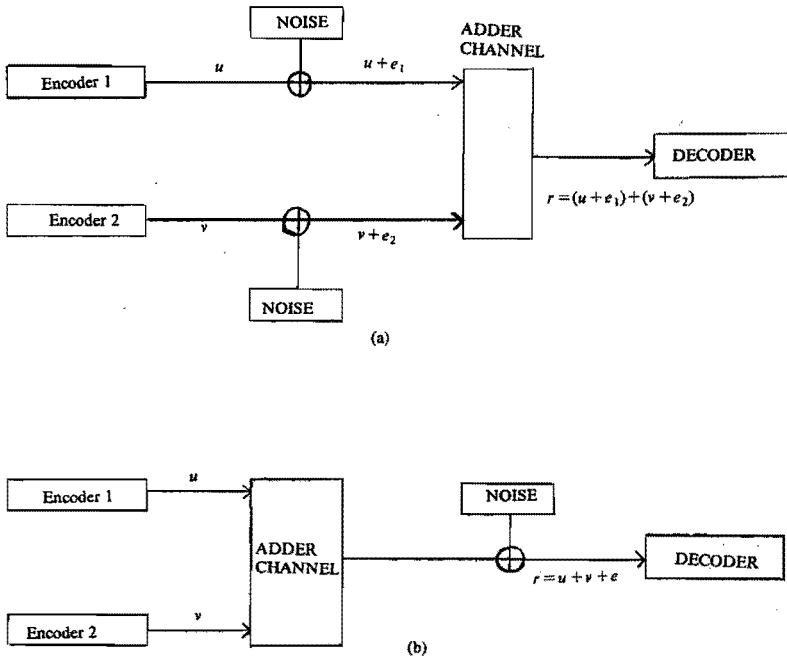 NOISE
ADDER
CHANNEL
Encoder 1
u
u + e₁
DECODER
r = (u + e₁) + (v + e₂)
Encoder 2
v
v + e₂
NOISE
(a)
Encoder 1
u
NOISE
ADDER
CHANNEL
DECODER
r = u + v + e
Encoder 2
v
(b)